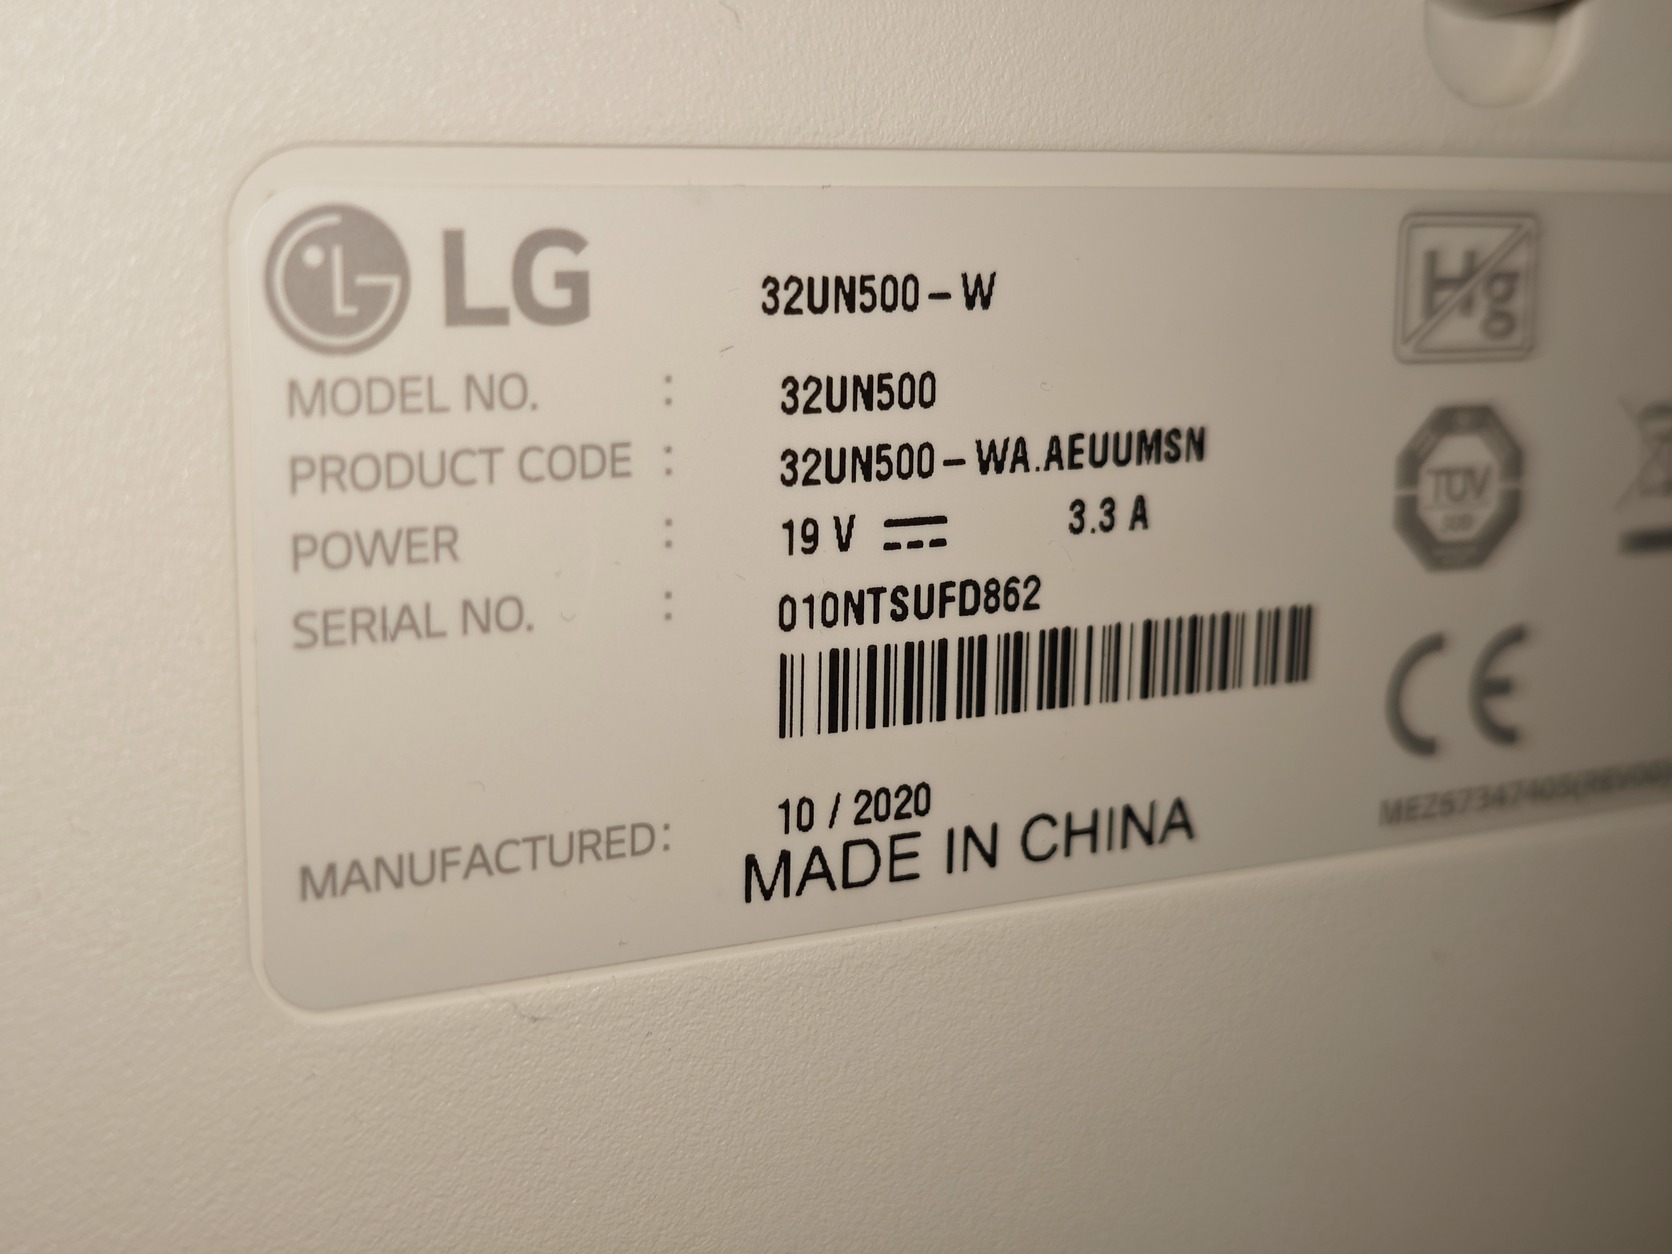 LG
32UN500-W
MODEL NO. : 32UN500
PRODUCT CODE : 32UN500-WA.AEUUMSN
POWER : 19 V 3.3 A
SERIAL NO. : 010NTSUFD862
MANUFACTURED: 10 / 2020
MADE IN CHINA
Hg
TÜV
SÜD
CE